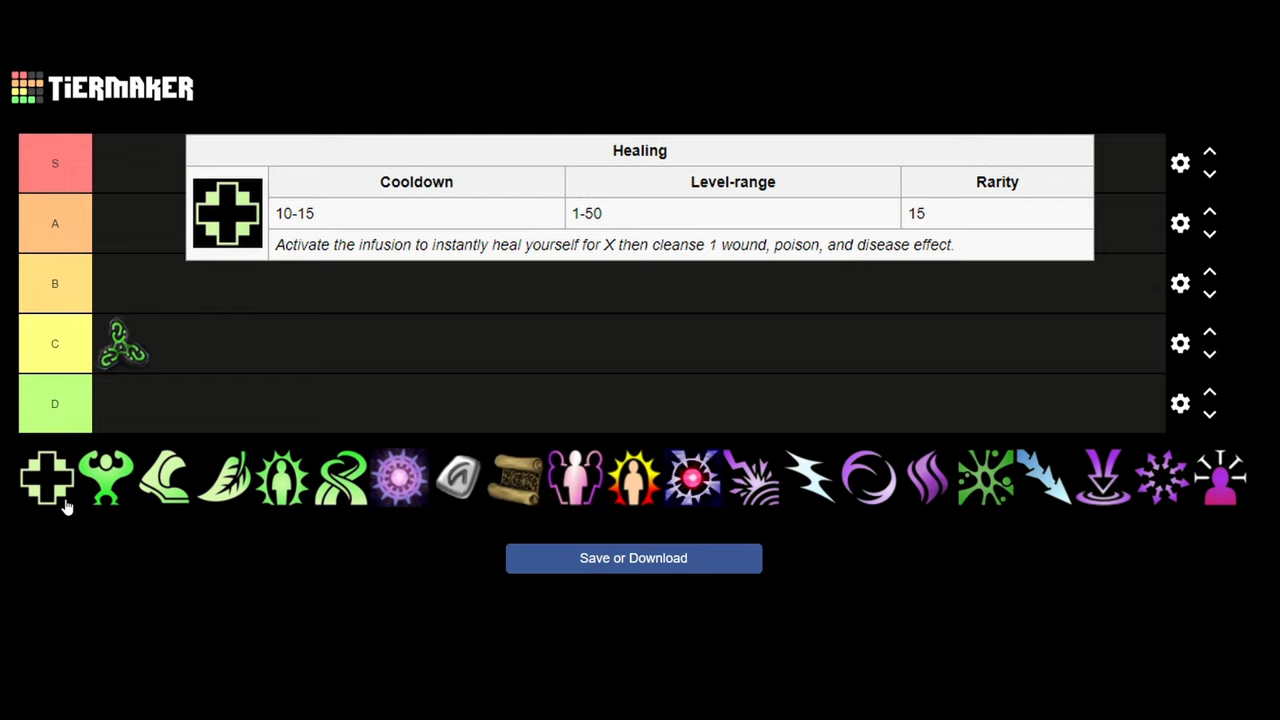 TiERMAKER
S
Healing
Cooldown Level-range Rarity
10-15 1-50 15
Activate the infusion to instantly heal yourself for X then cleanse 1 wound, poison, and disease effect.
A
B
C
D
Save or Download